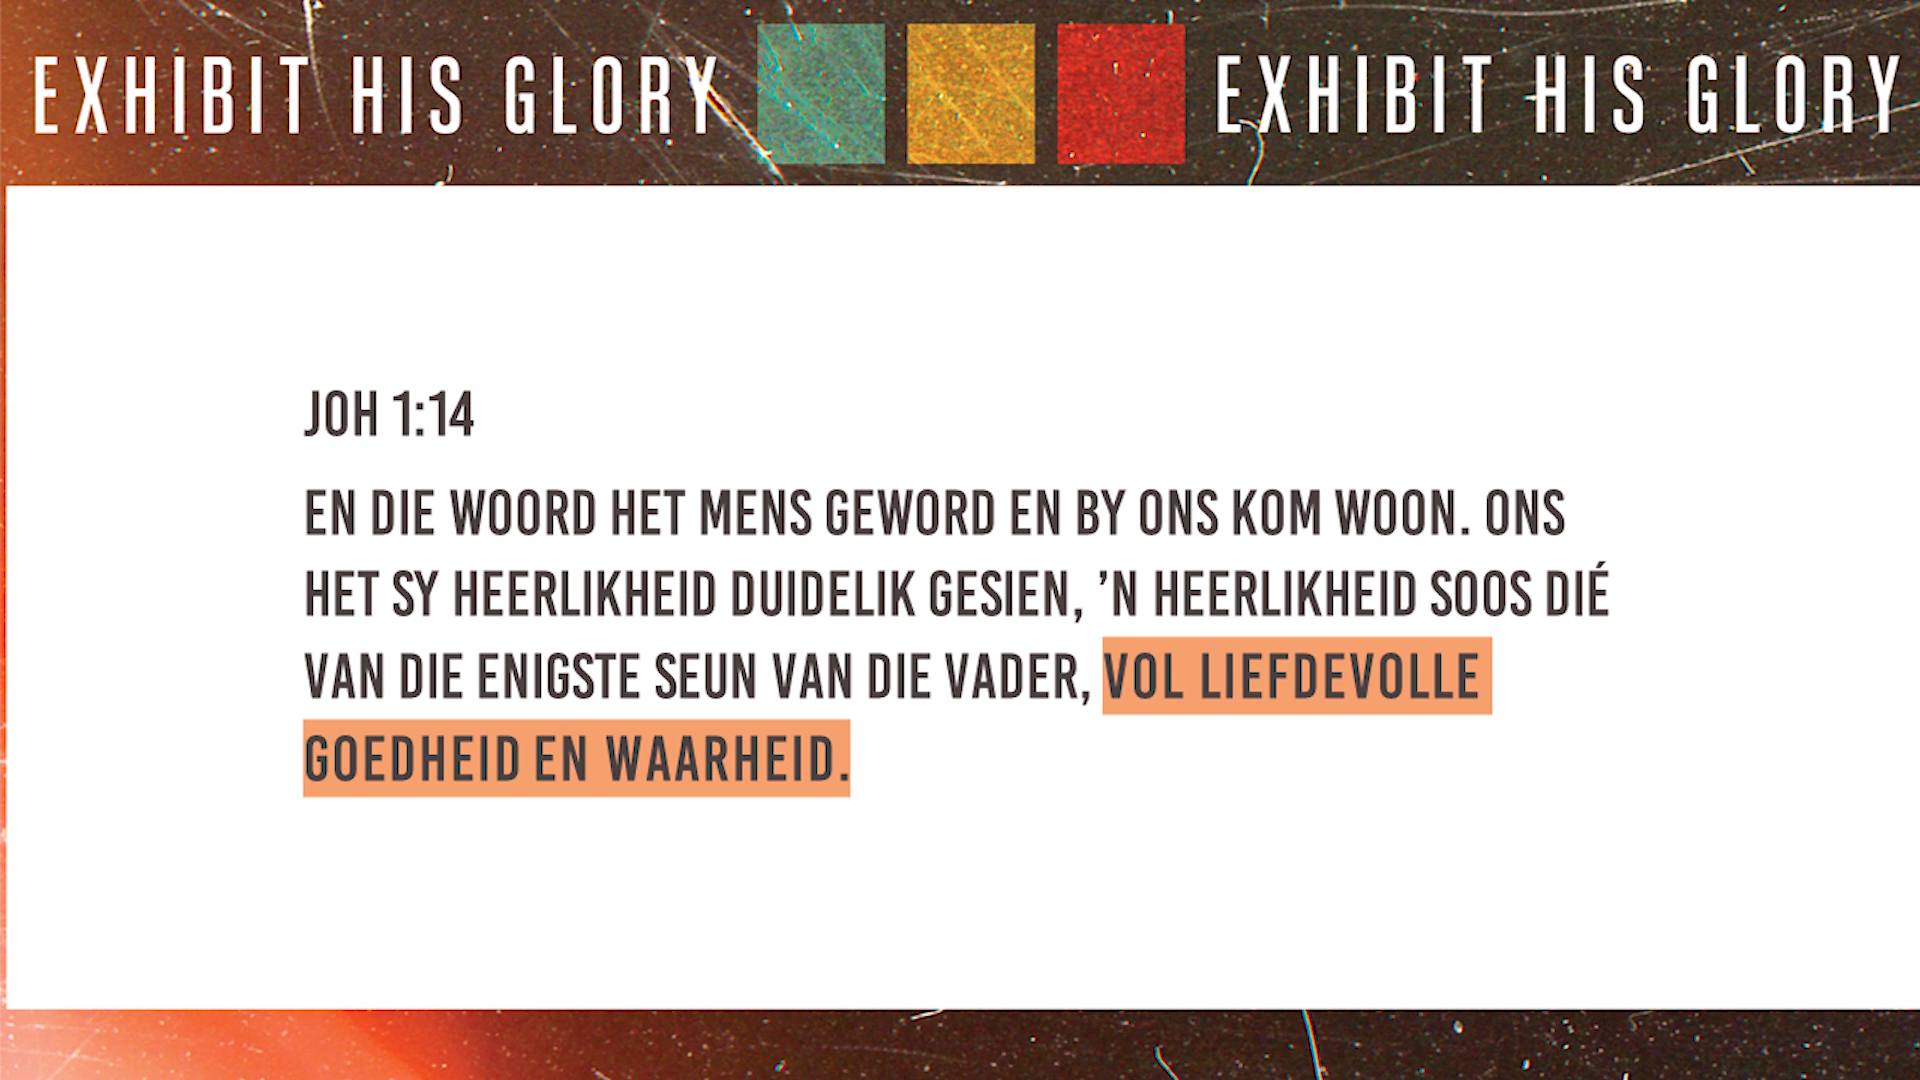 EXHIBIT HIS GLORY EXHIBIT HIS GLORY
JOH 1:14
EN DIE WOORD HET MENS GEWORD EN BY ONS KOM WOON. ONS
HET SY HEERLIKHEID DUIDELIK GESIEN, ’N HEERLIKHEID SOOS DIÉ
VAN DIE ENIGSTE SEUN VAN DIE VADER, VOL LIEFDEVOLLE
GOEDHEID EN WAARHEID.